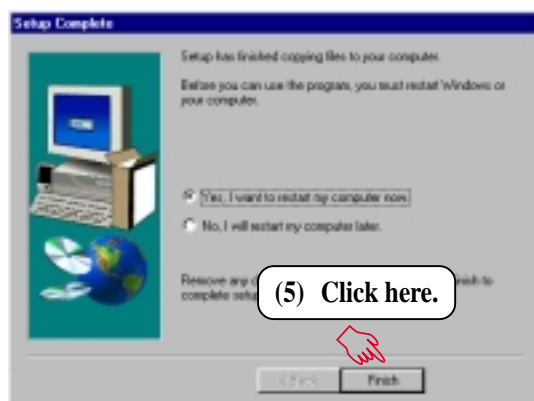 Setup Complete
Setup has finished copying files to your computer.
Before you can use the program, you must restart Windows or
your computer.
Yes, I want to restart my computer now.
No, I will restart my computer later.
Remove any
complete setup
(5) Click here.
< Back
Finish